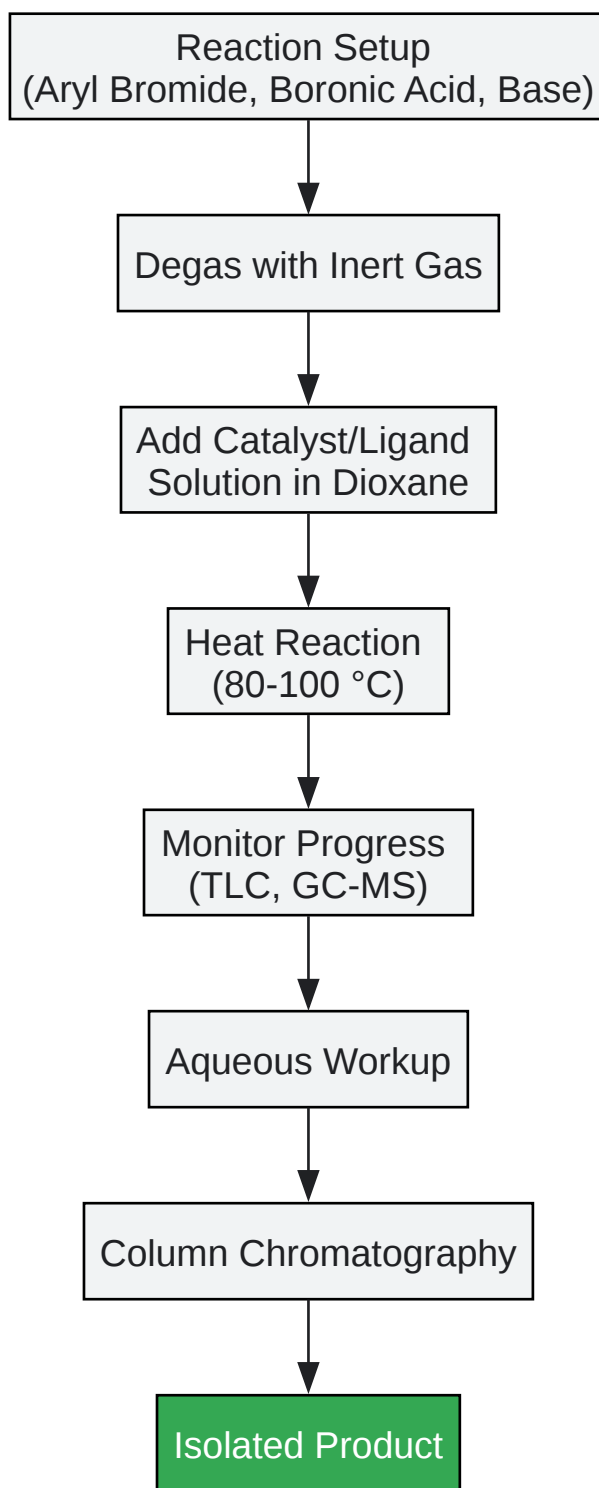 Reaction Setup
(Aryl Bromide, Boronic Acid, Base)
Degas with Inert Gas
Add Catalyst/Ligand
Solution in Dioxane
Heat Reaction
(80-100 °C)
Monitor Progress
(TLC, GC-MS)
Aqueous Workup
Column Chromatography
Isolated Product